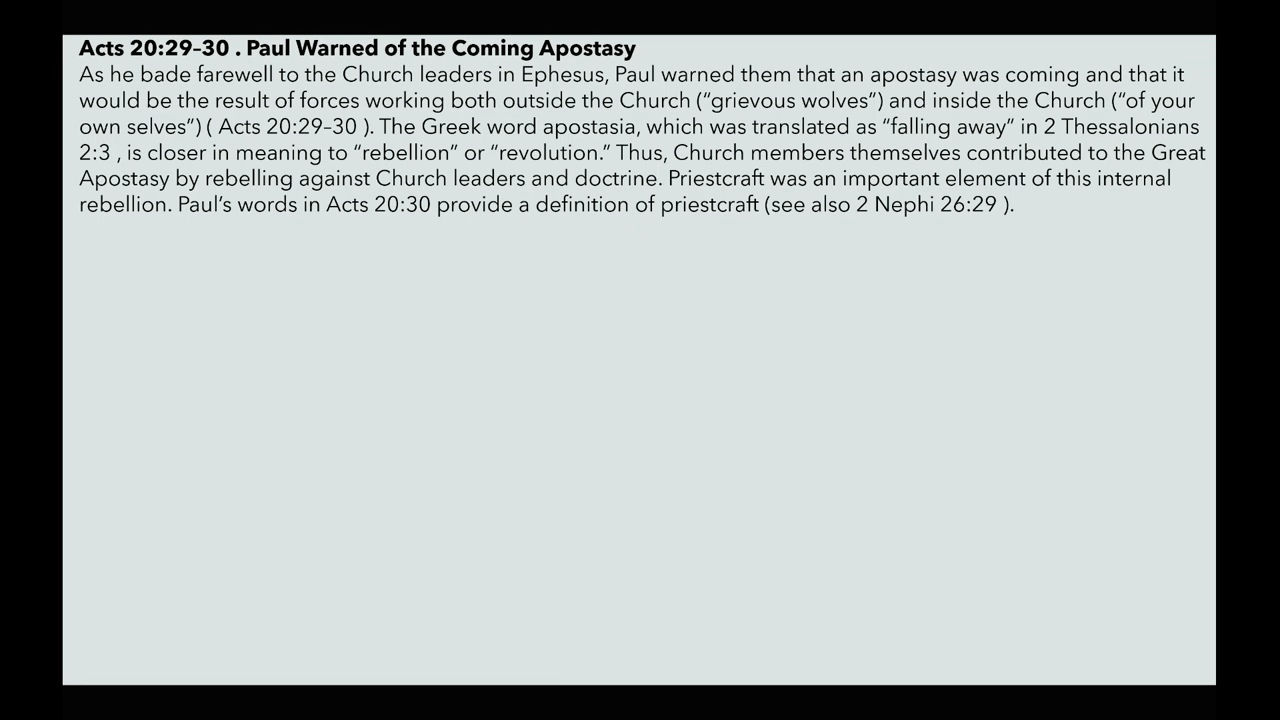 Acts 20:29–30 . Paul Warned of the Coming Apostasy
As he bade farewell to the Church leaders in Ephesus, Paul warned them that an apostasy was coming and that it
would be the result of forces working both outside the Church (“grievous wolves”) and inside the Church (“of your
own selves”) ( Acts 20:29–30 ). The Greek word apostasia, which was translated as “falling away” in 2 Thessalonians
2:3 , is closer in meaning to “rebellion” or “revolution.” Thus, Church members themselves contributed to the Great
Apostasy by rebelling against Church leaders and doctrine. Priestcraft was an important element of this internal
rebellion. Paul’s words in Acts 20:30 provide a definition of priestcraft (see also 2 Nephi 26:29 ).